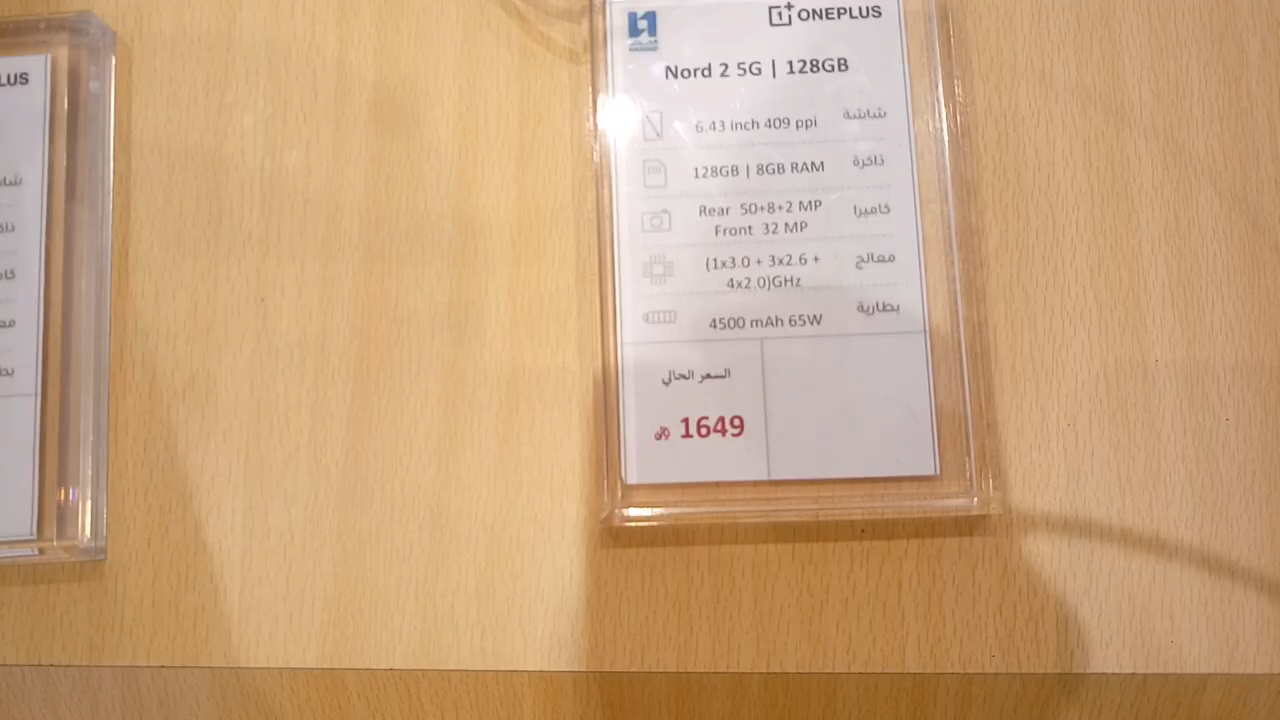 LUS
ONEPLUS
Nord 2 5G | 128GB
6.43 inch 409 ppi شاشة
128GB | 8GB RAM ذاكرة
Rear 50+8+2 MP كاميرا
Front 32 MP
(1x3.0 + 3x2.6 + معالج
4x2.0)GHz
4500 mAh 65W بطارية
السعر الحالي
1649 ﷼